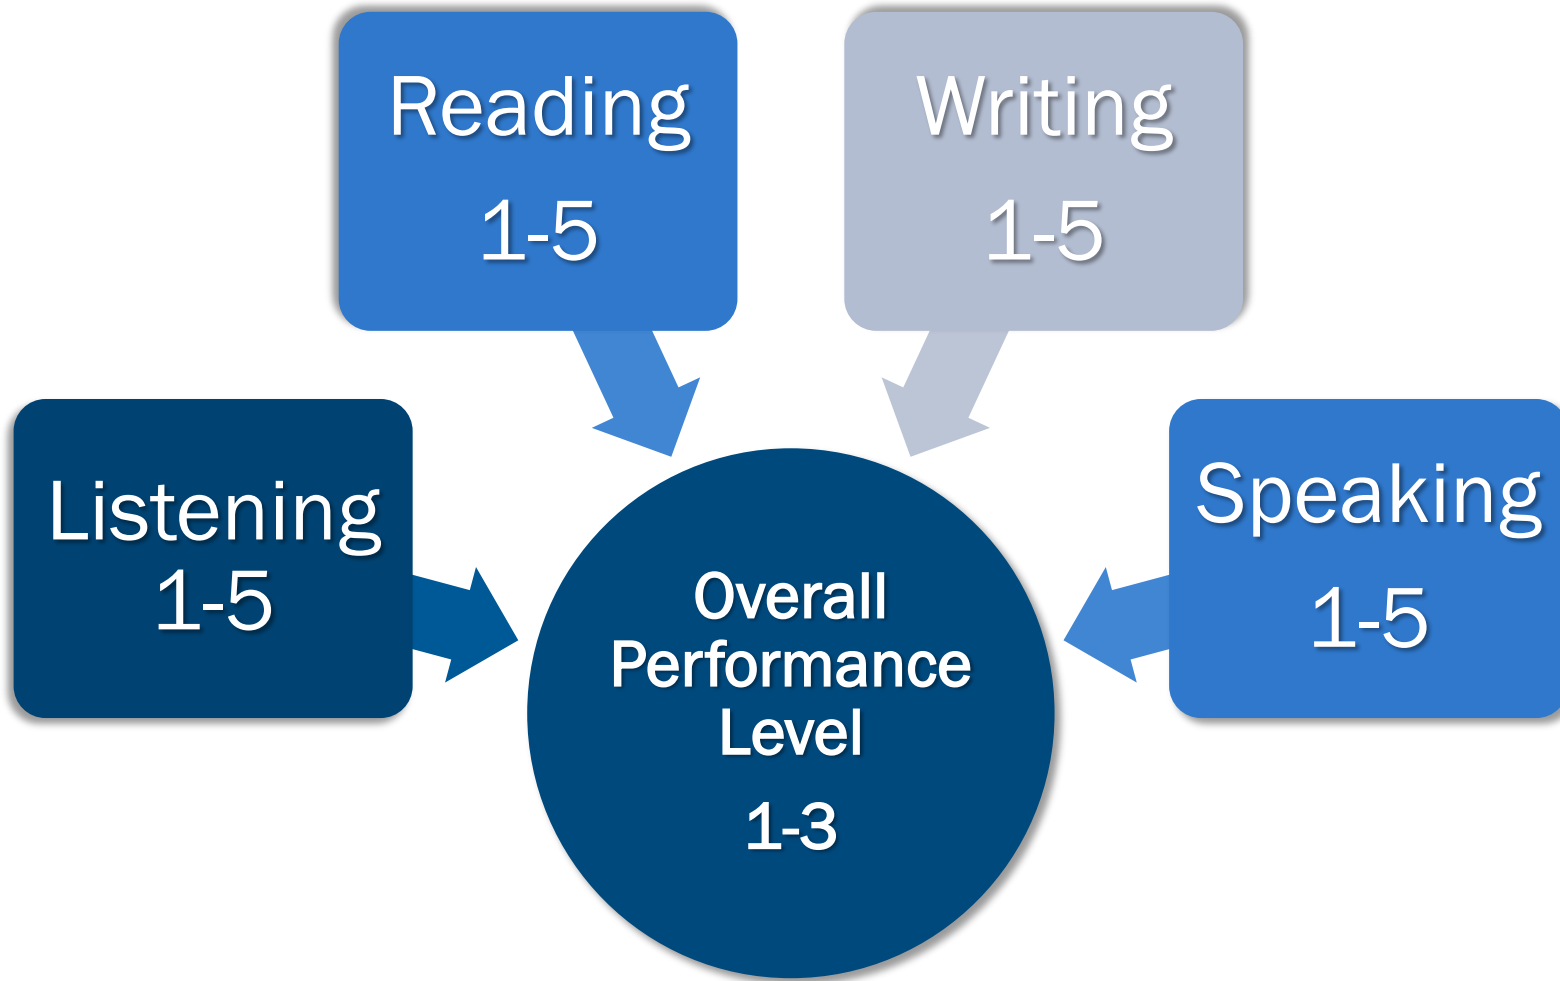 Reading
1-5
Writing
1-5
Listening
1-5
Speaking
1-5
Overall
Performance
Level
1-3